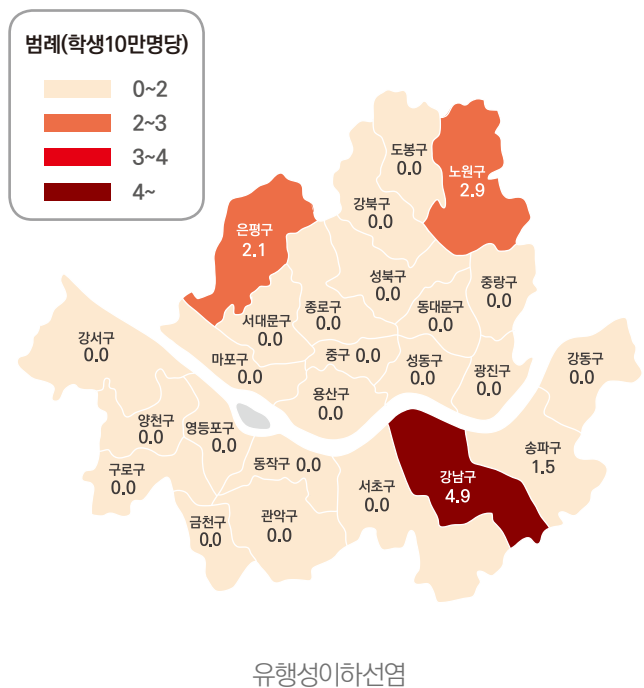 범례(학생10만명당)
0~2
2~3
3~4
4~
도봉구
0.0
노원구
2.9
강북구
0.0
은평구
2.1
성북구
0.0
중랑구
0.0
종로구
0.0
동대문구
0.0
서대문구
0.0
강서구
0.0
마포구
0.0
중구 0.0
성동구
0.0
광진구
0.0
강동구
0.0
용산구
0.0
양천구
0.0
영등포구
0.0
송파구
1.5
구로구
0.0
동작구 0.0
강남구
4.9
서초구
0.0
금천구
0.0
관악구
0.0
유행성이하선염